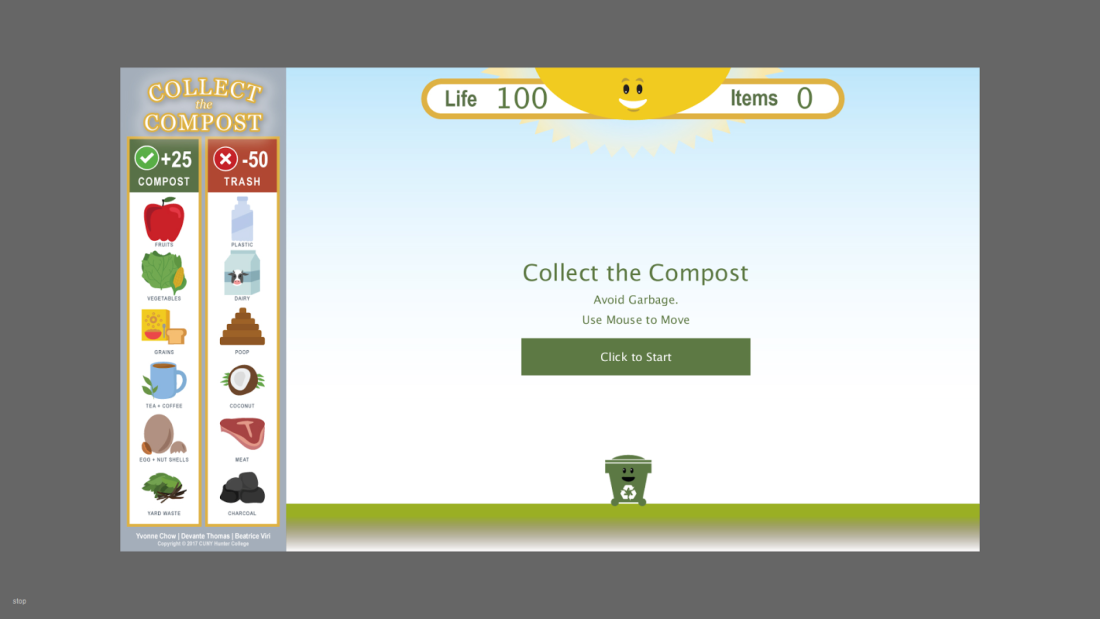 COLLECT
the
COMPOST
+25
COMPOST
-50
TRASH
FRUITS
PLASTIC
VEGETABLES
DAIRY
GRAINS
POOP
TEA + COFFEE
COCONUT
EGG + NUT SHELLS
MEAT
YARD WASTE
CHARCOAL
Yvonne Chow | Devante Thomas | Beatrice Viri
Copyright © 2017 CUNY Hunter College
Life 100
Items 0
Collect the Compost
Avoid Garbage.
Use Mouse to Move
Click to Start
stop